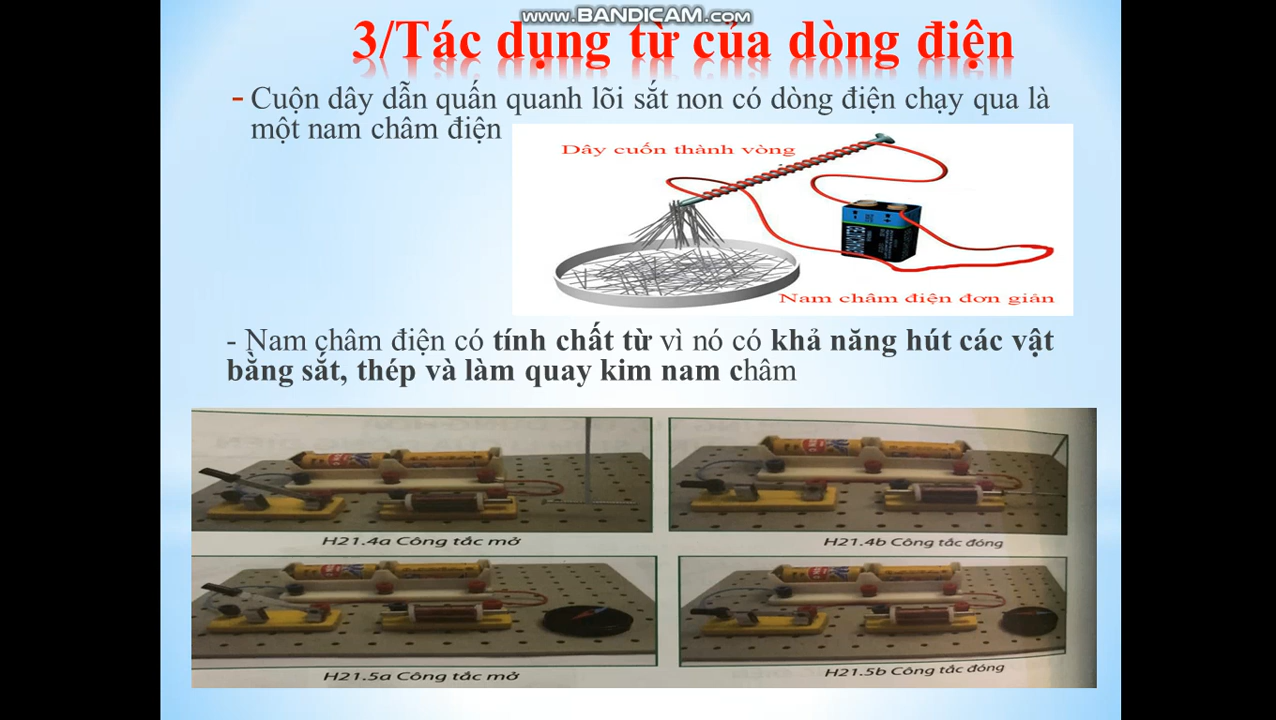 www.BANDICAM.com
3/Tác dụng từ của dòng điện
- Cuộn dây dẫn quấn quanh lõi sắt non có dòng điện chạy qua là
một nam châm điện
Dây cuốn thành vòng
Nam châm điện đơn giản
- Nam châm điện có tính chất từ vì nó có khả năng hút các vật
bằng sắt, thép và làm quay kim nam châm
H21.4a Công tắc mở
H21.4b Công tắc đóng
H21.5a Công tắc mở
H21.5b Công tắc đóng